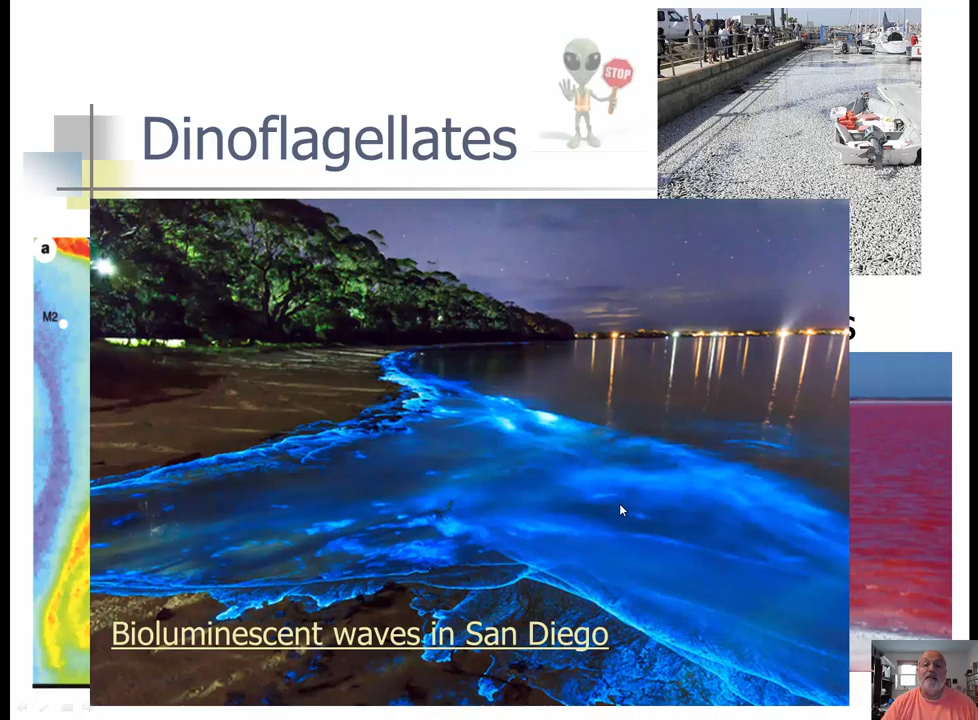 STOP
Dinoflagellates
a
M2
s
Bioluminescent waves in San Diego